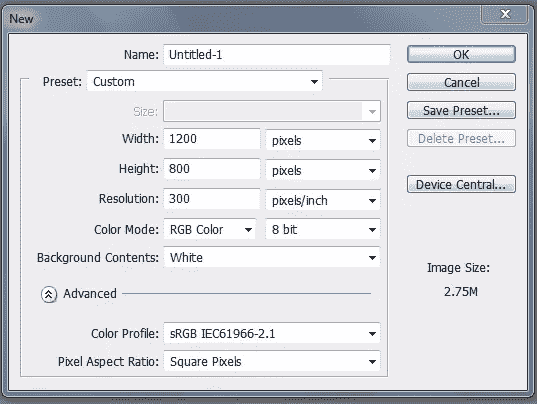 New
Name: Untitled-1 OK
Preset: Custom Cancel
Size: Save Preset...
Width: 1200 pixels Delete Preset...
Height: 800 pixels
Resolution: 300 pixels/inch Device Central...
Color Mode: RGB Color 8 bit
Background Contents: White Image Size:
Advanced 2.75M
Color Profile: sRGB IEC61966-2.1
Pixel Aspect Ratio: Square Pixels